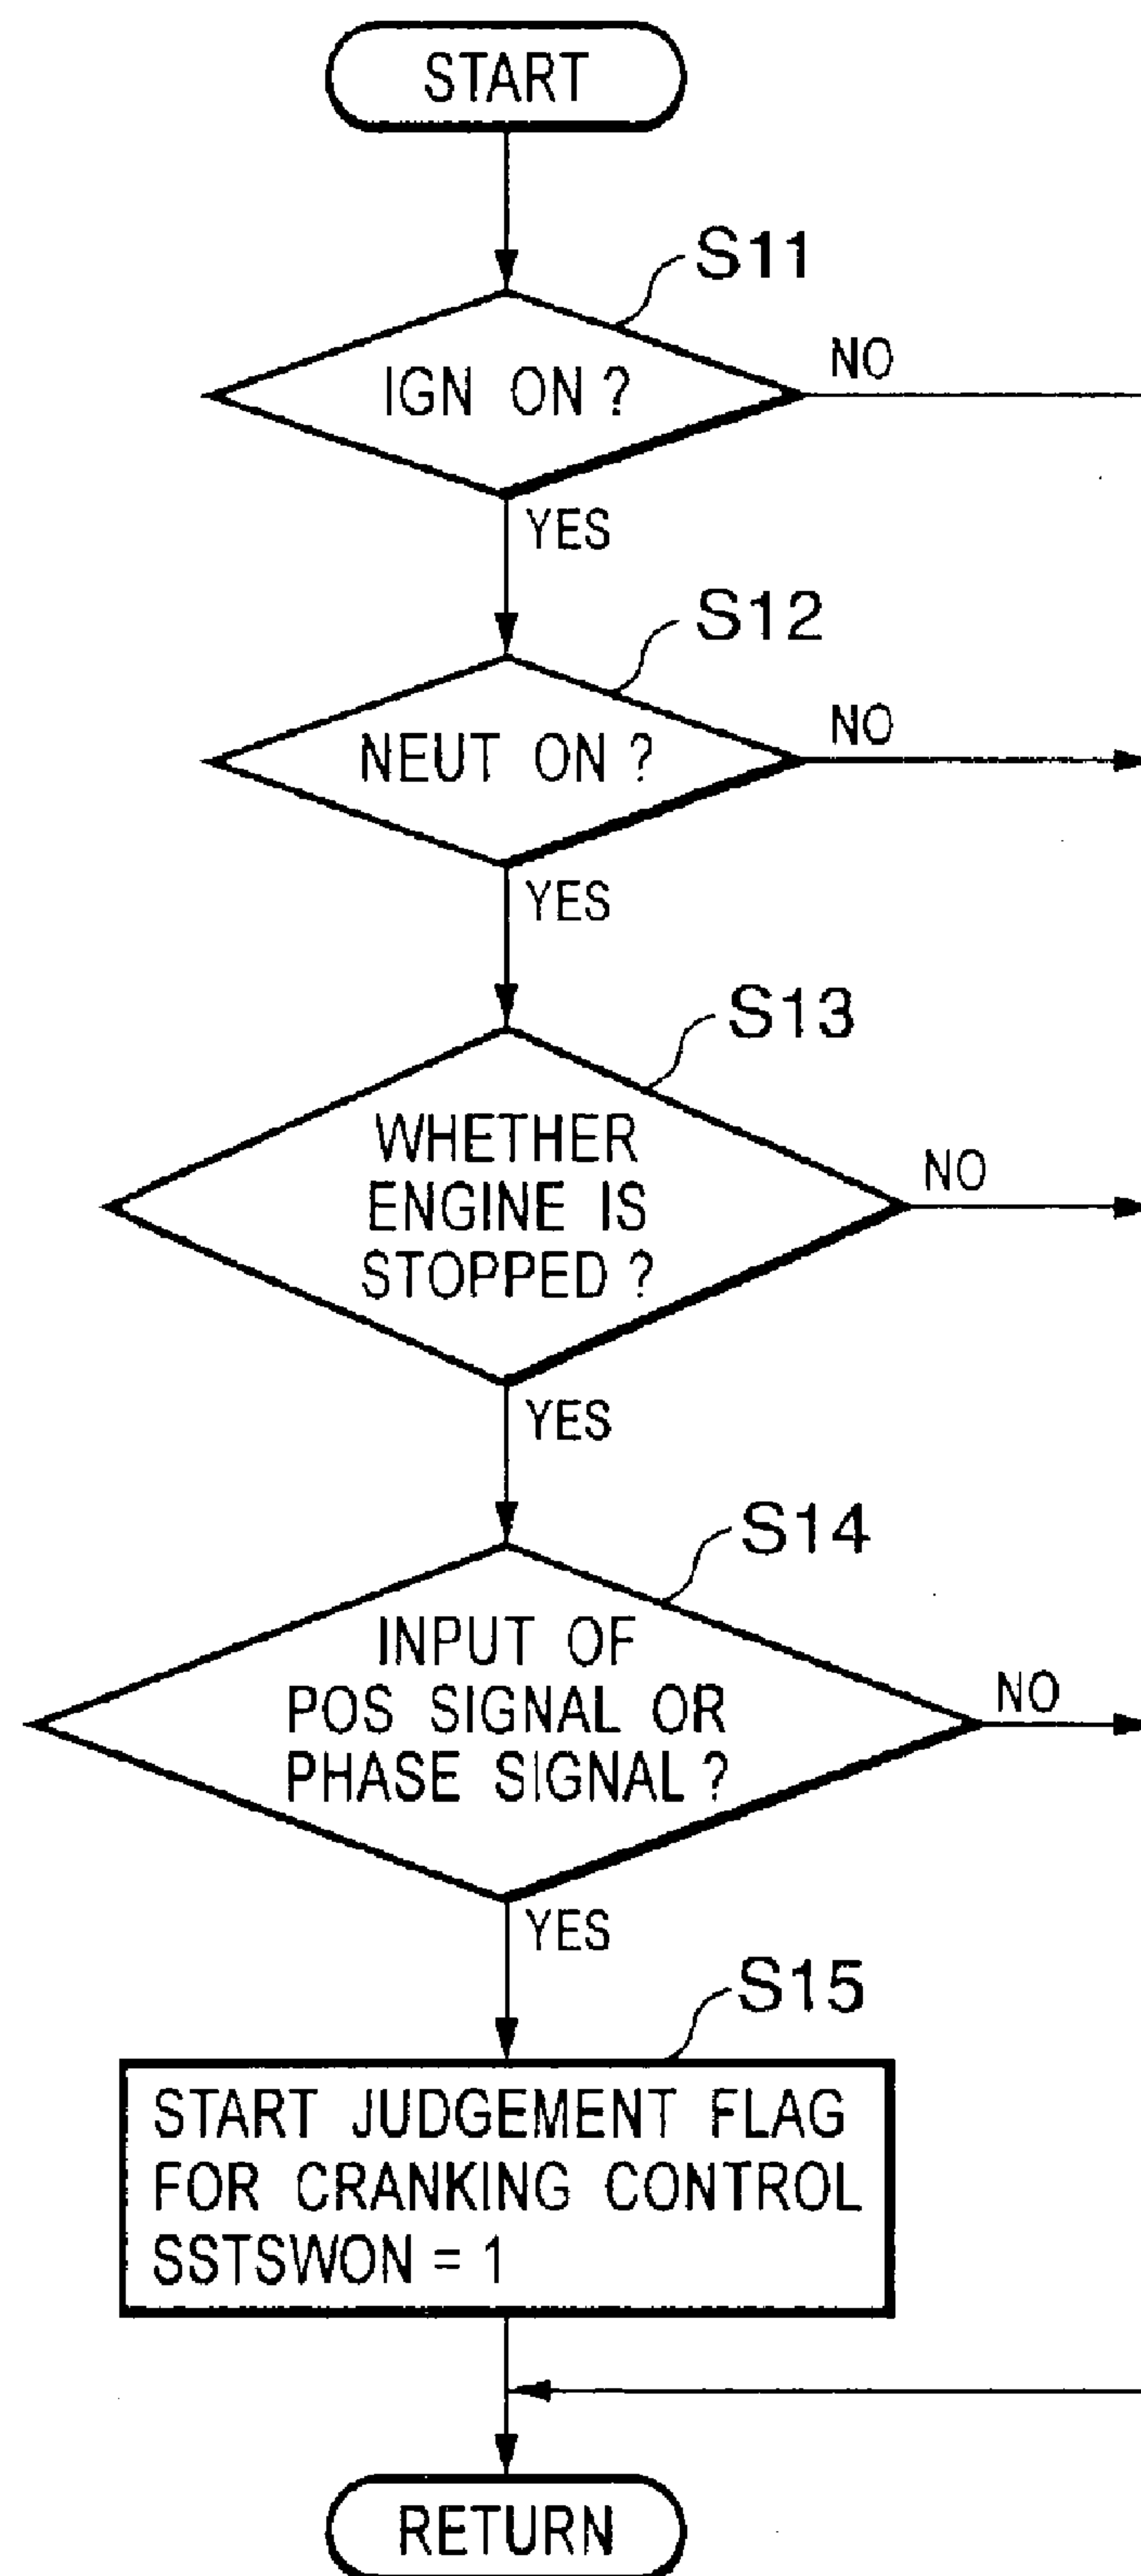 START
S11
IGN ON ?
NO
YES
S12
NEUT ON ?
NO
YES
S13
WHETHER
ENGINE IS
STOPPED ?
NO
YES
S14
INPUT OF
POS SIGNAL OR
PHASE SIGNAL ?
NO
YES
S15
START JUDGEMENT FLAG
FOR CRANKING CONTROL
SSTSWON = 1
RETURN